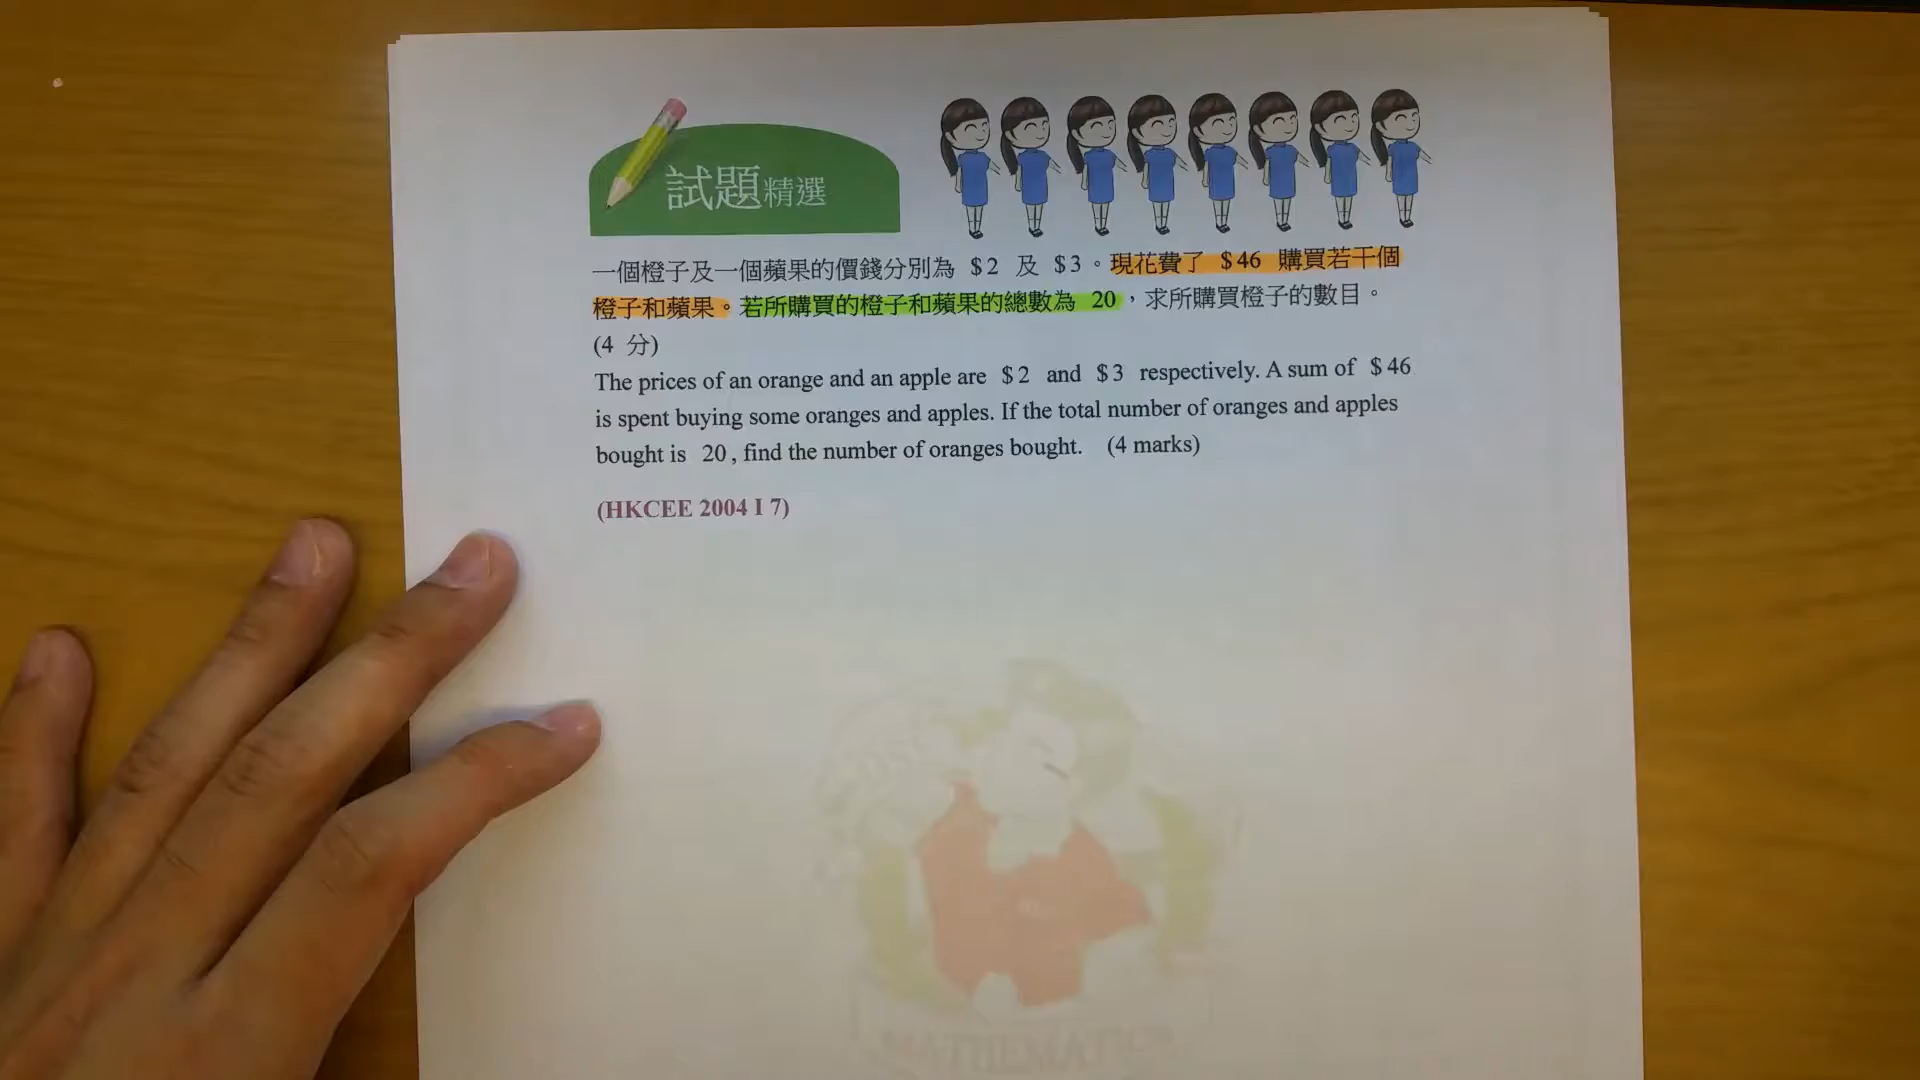 試題精選
一個橙子及一個蘋果的價錢分別為 $2 及 $3。現花費了 $46 購買若干個
橙子和蘋果。若所購買的橙子和蘋果的總數為 20，求所購買橙子的數目。
(4 分)
The prices of an orange and an apple are $2 and $3 respectively. A sum of $46
is spent buying some oranges and apples. If the total number of oranges and apples
bought is 20, find the number of oranges bought. (4 marks)
(HKCEE 2004 I 7)
MATHEMATICS